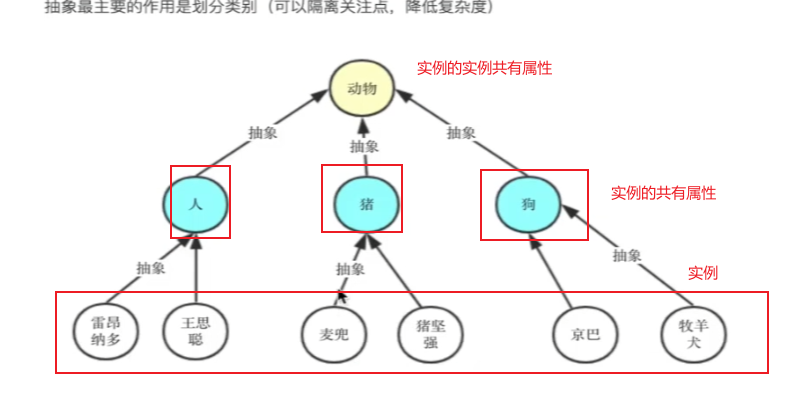 抽象最主要的作用是划分类别（可以隔离关注点，降低复杂度）
动物
实例的实例共有属性
抽象
抽象
抽象
人
猪
狗
实例的共有属性
抽象
抽象
抽象
实例
雷昂
纳多
王思
聪
麦兜
猪坚
强
京巴
牧羊
犬